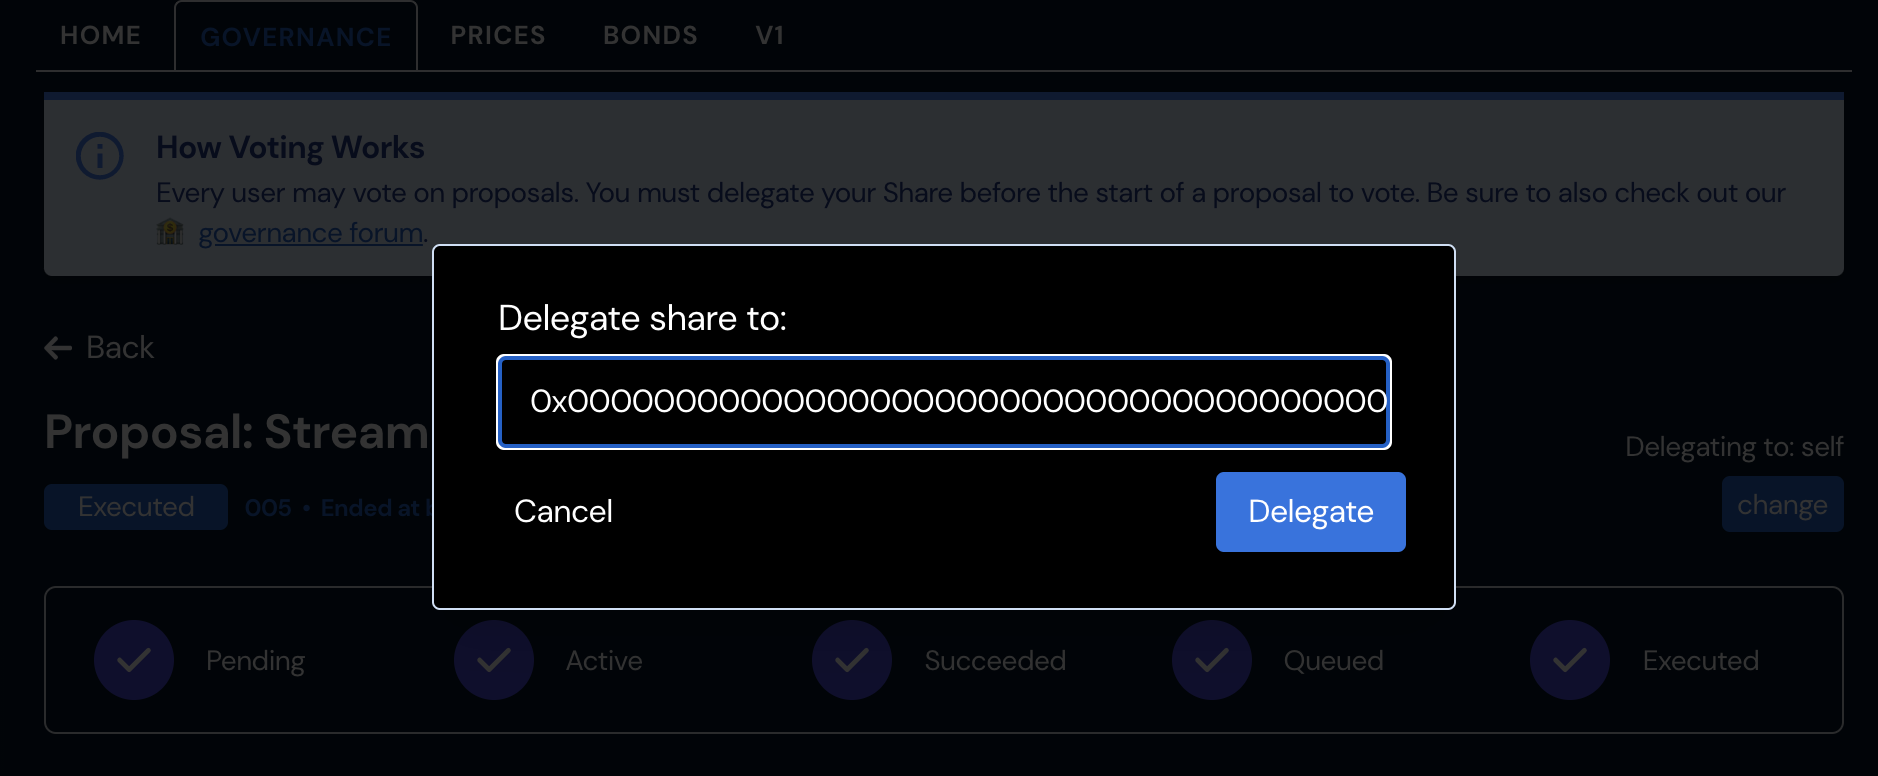 HOME GOVERNANCE PRICES BONDS V1
How Voting Works
Every user may vote on proposals. You must delegate your Share before the start of a proposal to vote. Be sure to also check out our
governance forum.
Back
Delegate share to:
0x00000000000000000000000000000000000000
Proposal: Stream
Delegating to: self
Executed 005 • Ended at
change
Cancel Delegate
Pending Active Succeeded Queued Executed